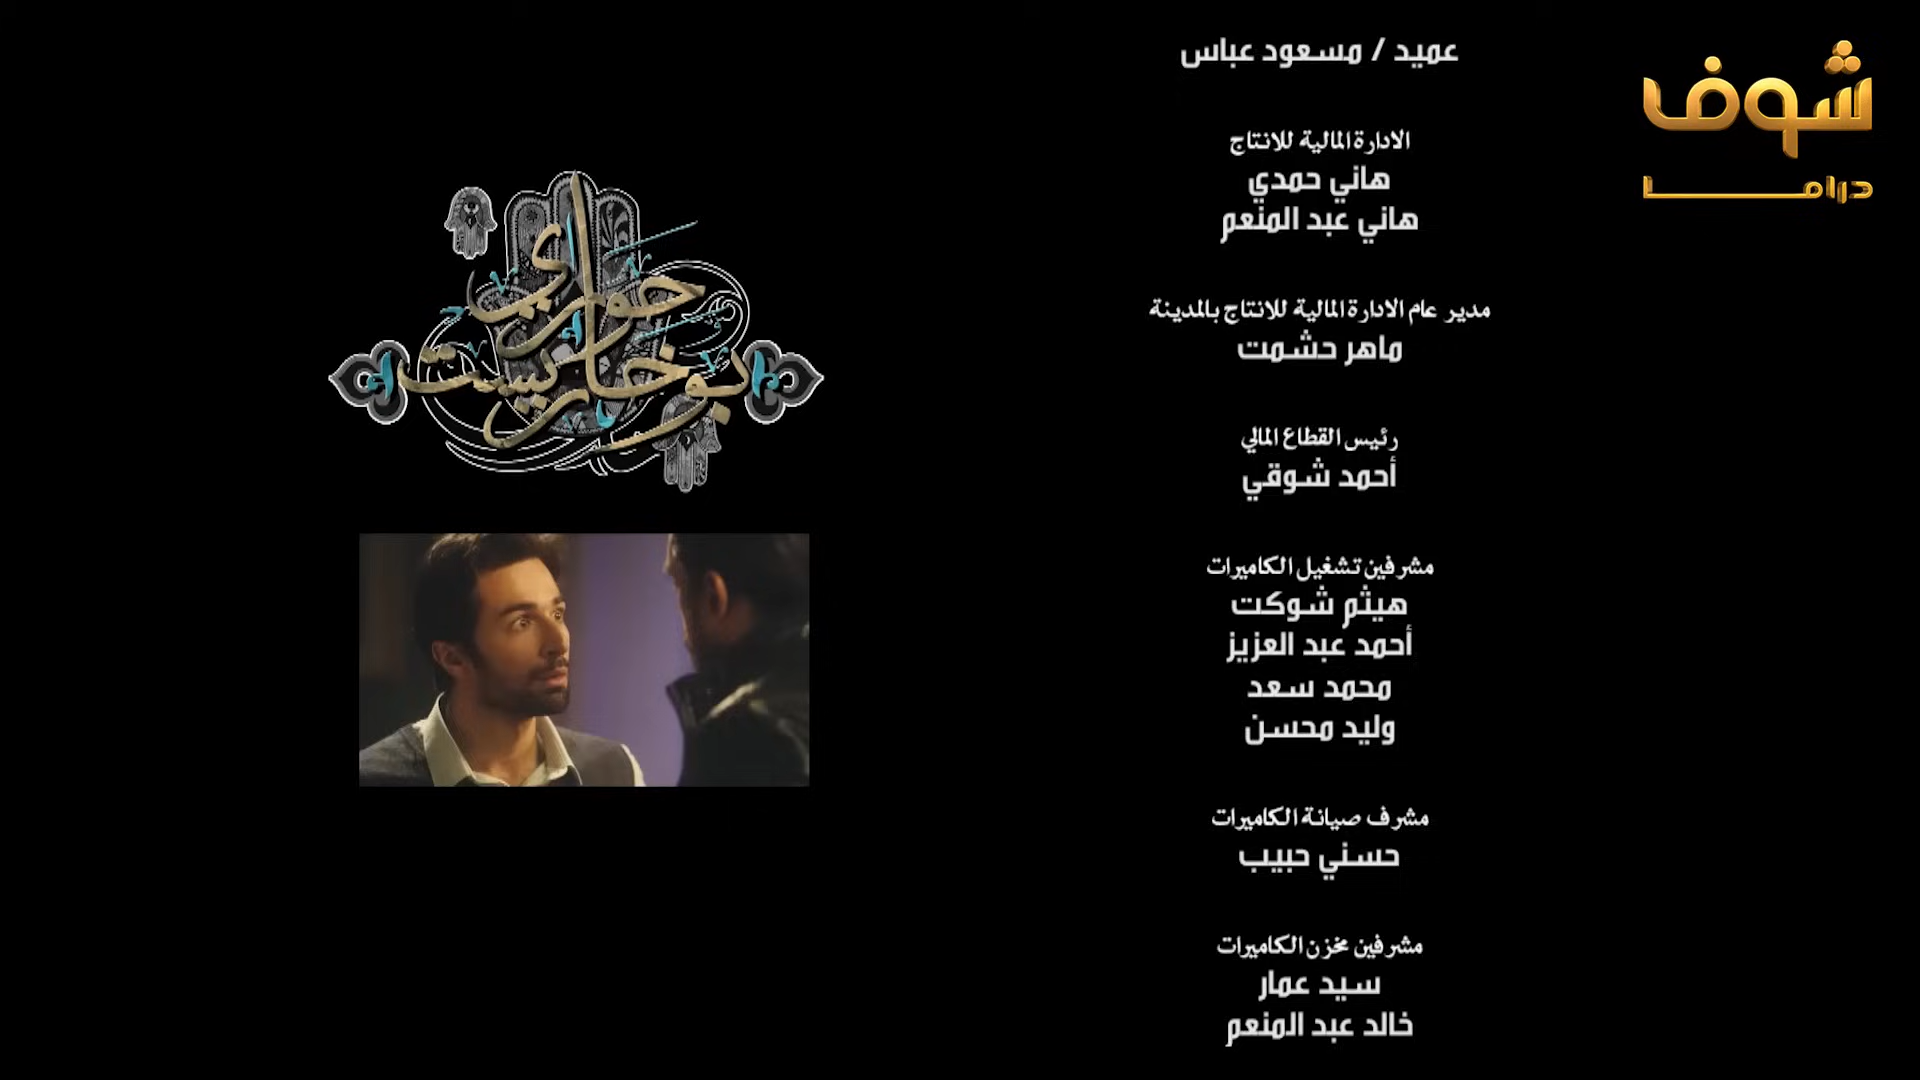 عميد / مسعود عباس
الادارة المالية للانتاج
هاني حمدي
هاني عبد المنعم
مدير عام الادارة المالية للانتاج بالمدينة
ماهر حشمت
رئيس القطاع المالي
أحمد شوقي
مشرفين تشغيل الكاميرات
هيثم شوكت
أحمد عبد العزيز
محمد سعد
وليد محسن
مشرف صيانة الكاميرات
حسني حبيب
مشرفين مخزن الكاميرات
سيد عمار
خالد عبد المنعم
شوف
دراما
حواري
بوخارست